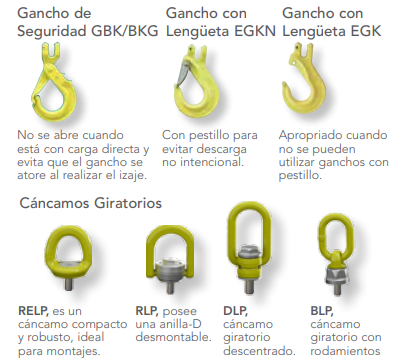 Gancho de
Seguridad GBK/BKG
No se abre cuando
está con carga directa y
evita que el gancho se
atore al realizar el izaje.
Gancho con
Lengüeta EGKN
Con pestillo para
evitar descarga
no intencional.
Gancho con
Lengüeta EGK
Apropiado cuando
no se pueden
utilizar ganchos con
pestillo.
Cáncamos Giratorios
RELP, es un
cáncamo compacto
y robusto, ideal
para montajes.
RLP, posee
una anilla-D
desmontable.
DLP,
cáncamo
giratorio
descentrado.
BLP,
cáncamo
giratorio con
rodamientos